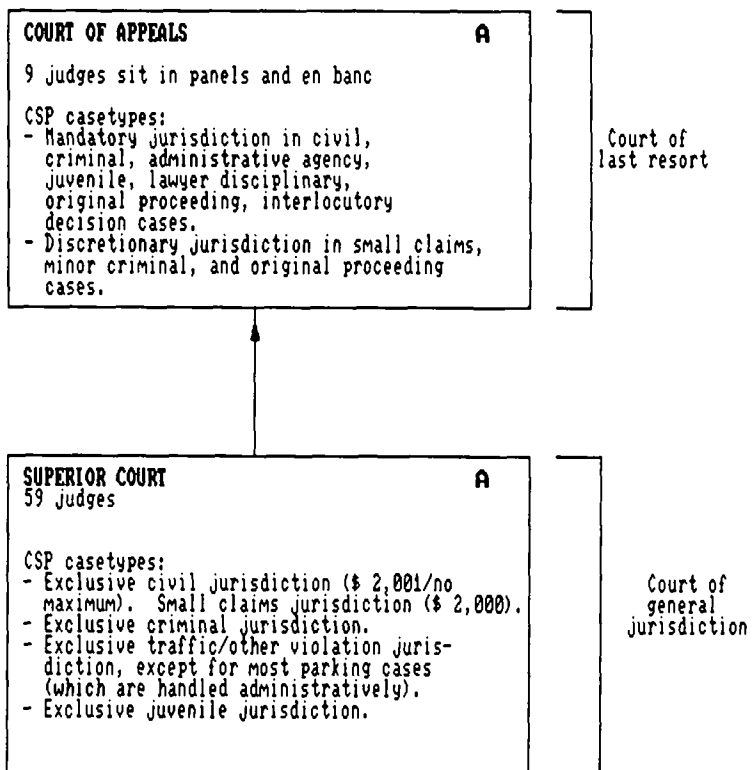 COURT OF APPEALS A
9 judges sit in panels and en banc
CSP casetypes:
- Mandatory jurisdiction in civil,
criminal, administrative agency,
juvenile, lawyer disciplinary,
original proceeding, interlocutory
decision cases.
- Discretionary jurisdiction in small claims,
minor criminal, and original proceeding
cases.
Court of
last resort
SUPERIOR COURT A
59 judges
CSP casetypes:
- Exclusive civil jurisdiction ($ 2,001/no
maximum). Small claims jurisdiction ($ 2,000).
- Exclusive criminal jurisdiction.
- Exclusive traffic/other violation juris-
diction, except for most parking cases
(which are handled administratively).
- Exclusive juvenile jurisdiction.
Court of
general
jurisdiction